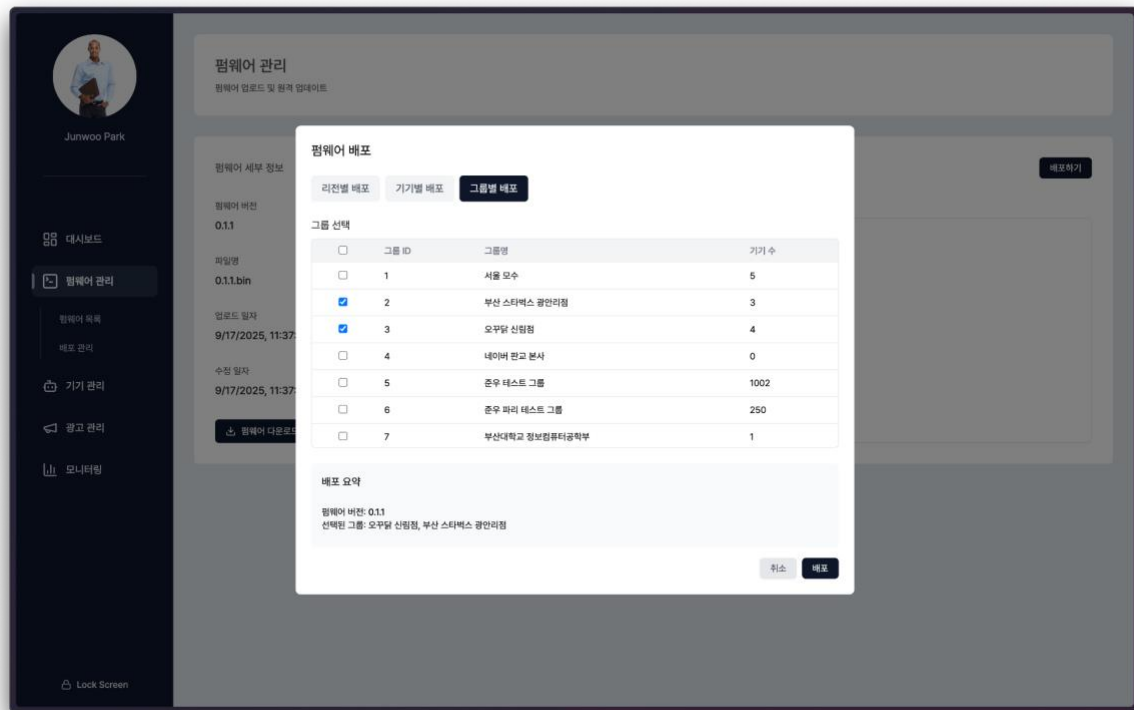 Junwoo Park
대시보드
펌웨어 관리
펌웨어 목록
배포 관리
기기 관리
광고 관리
모니터링
Lock Screen
펌웨어 관리
펌웨어 업로드 및 원격 업데이트
펌웨어 세부 정보
배포하기
펌웨어 버전
0.1.1
파일명
0.1.1.bin
업로드 일자
9/17/2025, 11:37:
수정 일자
9/17/2025, 11:37:
펌웨어 다운로드
펌웨어 배포
리전별 배포 기기별 배포 그룹별 배포
그룹 선택
그룹 ID 그룹명 기기 수
1 서울 모수 5
2 부산 스타벅스 광안리점 3
3 오꾸닭 신림점 4
4 네이버 판교 본사 0
5 준우 테스트 그룹 1002
6 준우 파리 테스트 그룹 250
7 부산대학교 정보컴퓨터공학부 1
배포 요약
펌웨어 버전: 0.1.1
선택된 그룹: 오꾸닭 신림점, 부산 스타벅스 광안리점
취소 배포